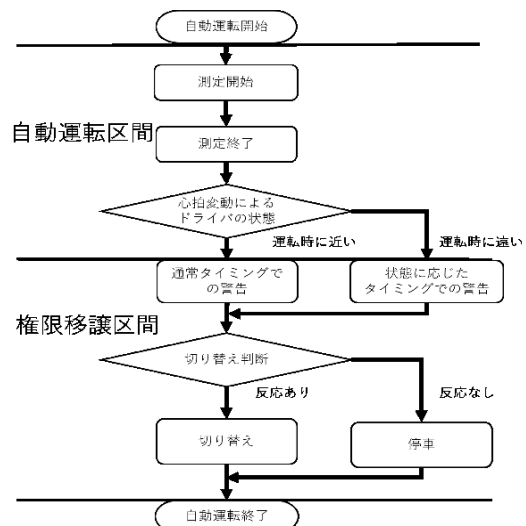 自動運転開始
測定開始
自動運転区間
測定終了
心拍変動による
ドライバの状態
運転時に近い
運転時に遠い
通常タイミングで
の警告
状態に応じた
タイミングでの警告
権限移譲区間
切り替え判断
反応あり
反応なし
切り替え
停車
自動運転終了